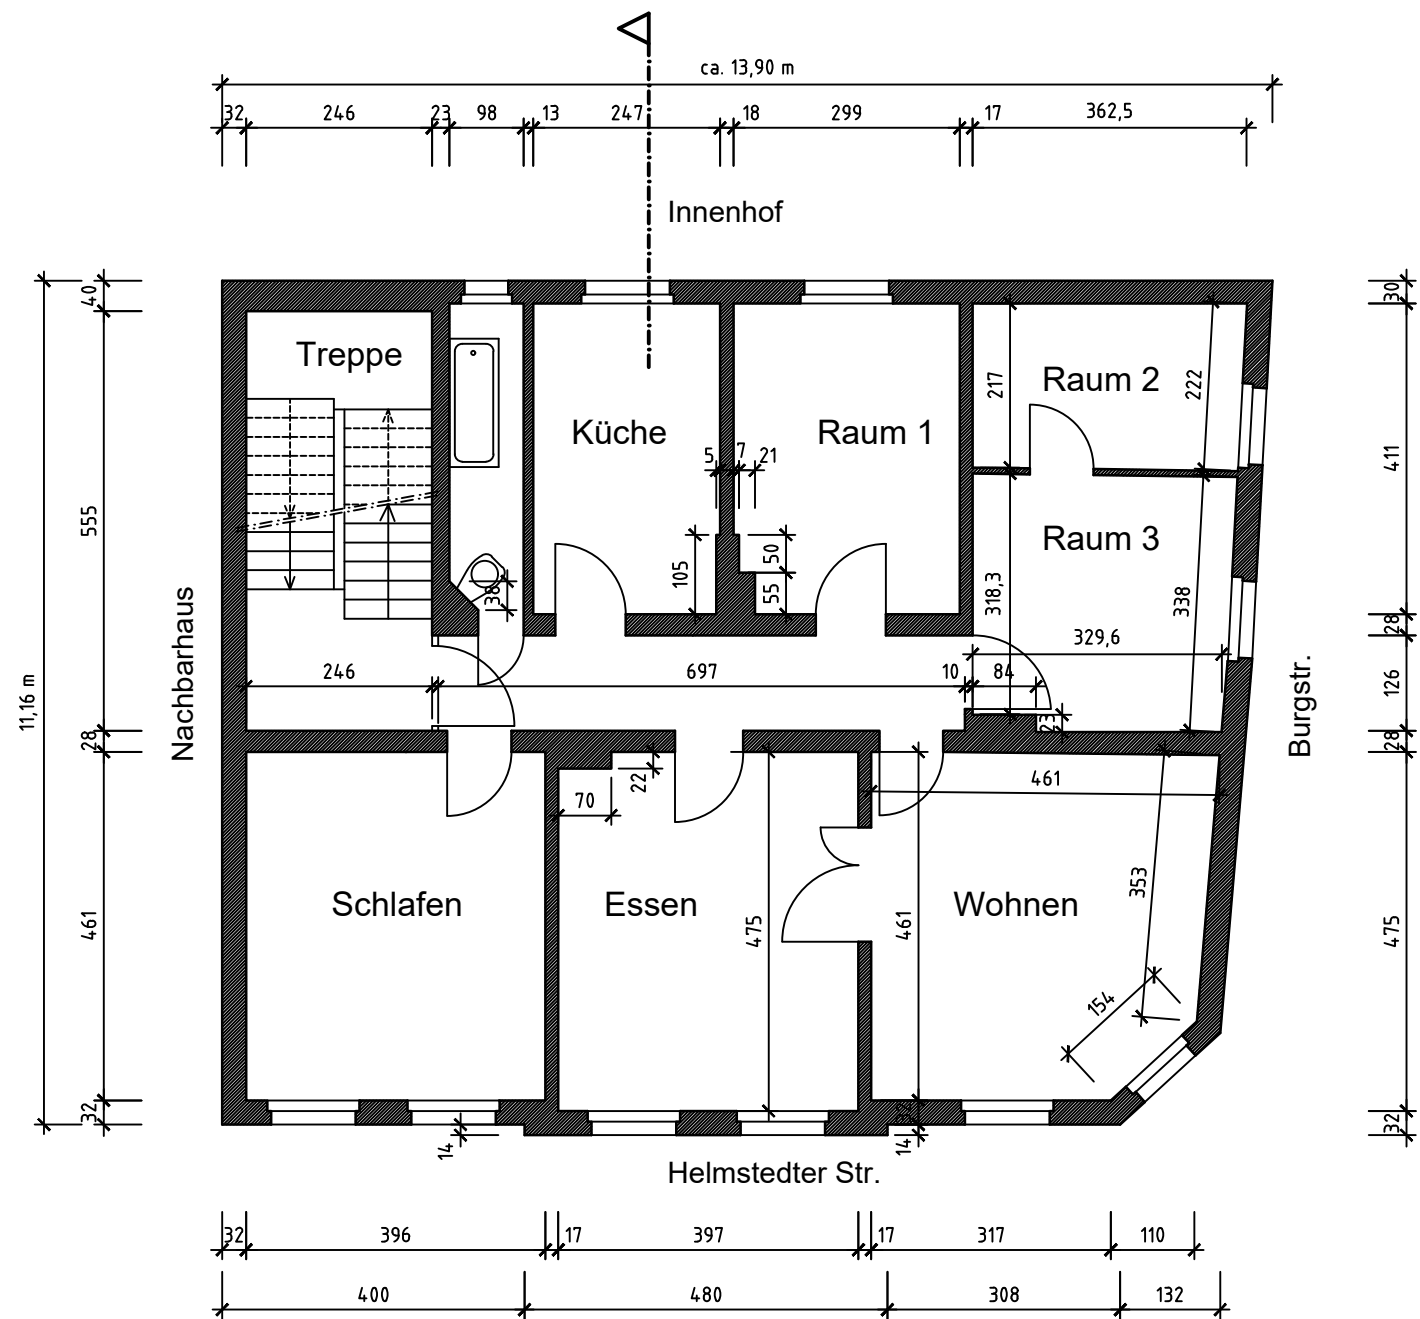 ca. 13,90 m
32 246 23 98 13 247 18 299 17 362,5
Innenhof
40
30
Treppe
Küche
Raum 1
Raum 2
217
222
5 7 21
411
555
Raum 3
50
105
55
38
318,3
338
329,6
28
246
697
10 84
126
23
11,16 m
Nachbarhaus
Burgstr.
28
28
22
70
461
353
Schlafen
Essen
Wohnen
461
475
461
475
154
32
32
32
14
14
Helmstedter Str.
32 396 17 397 17 317 110
400 480 308 132